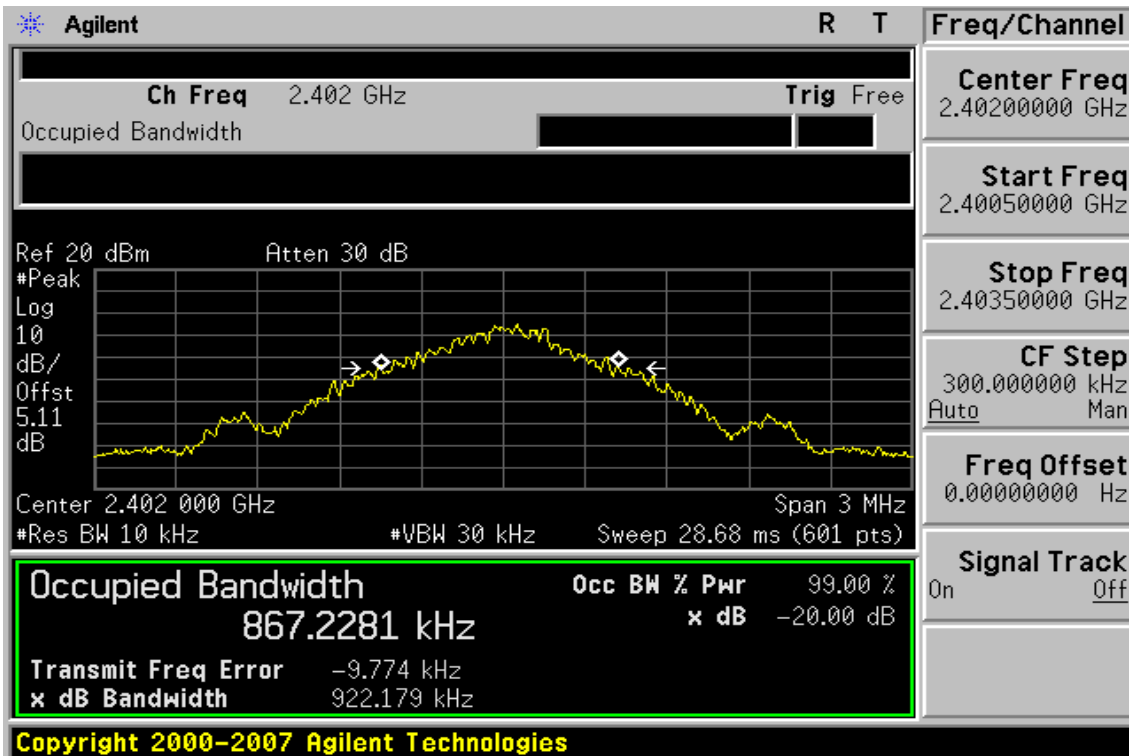 Agilent R T Freq/Channel
Ch Freq 2.402 GHz Trig Free
Occupied Bandwidth
Center Freq
2.40200000 GHz
Start Freq
2.40050000 GHz
Stop Freq
2.40350000 GHz
CF Step
300.000000 kHz
Auto Man
Freq Offset
0.00000000 Hz
Signal Track
On Off
Ref 20 dBm Atten 30 dB
#Peak
Log
10
dB/
Offst
5.11
dB
Center 2.402 000 GHz Span 3 MHz
#Res BW 10 kHz #VBW 30 kHz Sweep 28.68 ms (601 pts)
Occupied Bandwidth Occ BW % Pwr 99.00 %
867.2281 kHz x dB -20.00 dB
Transmit Freq Error -9.774 kHz
x dB Bandwidth 922.179 kHz
Copyright 2000-2007 Agilent Technologies